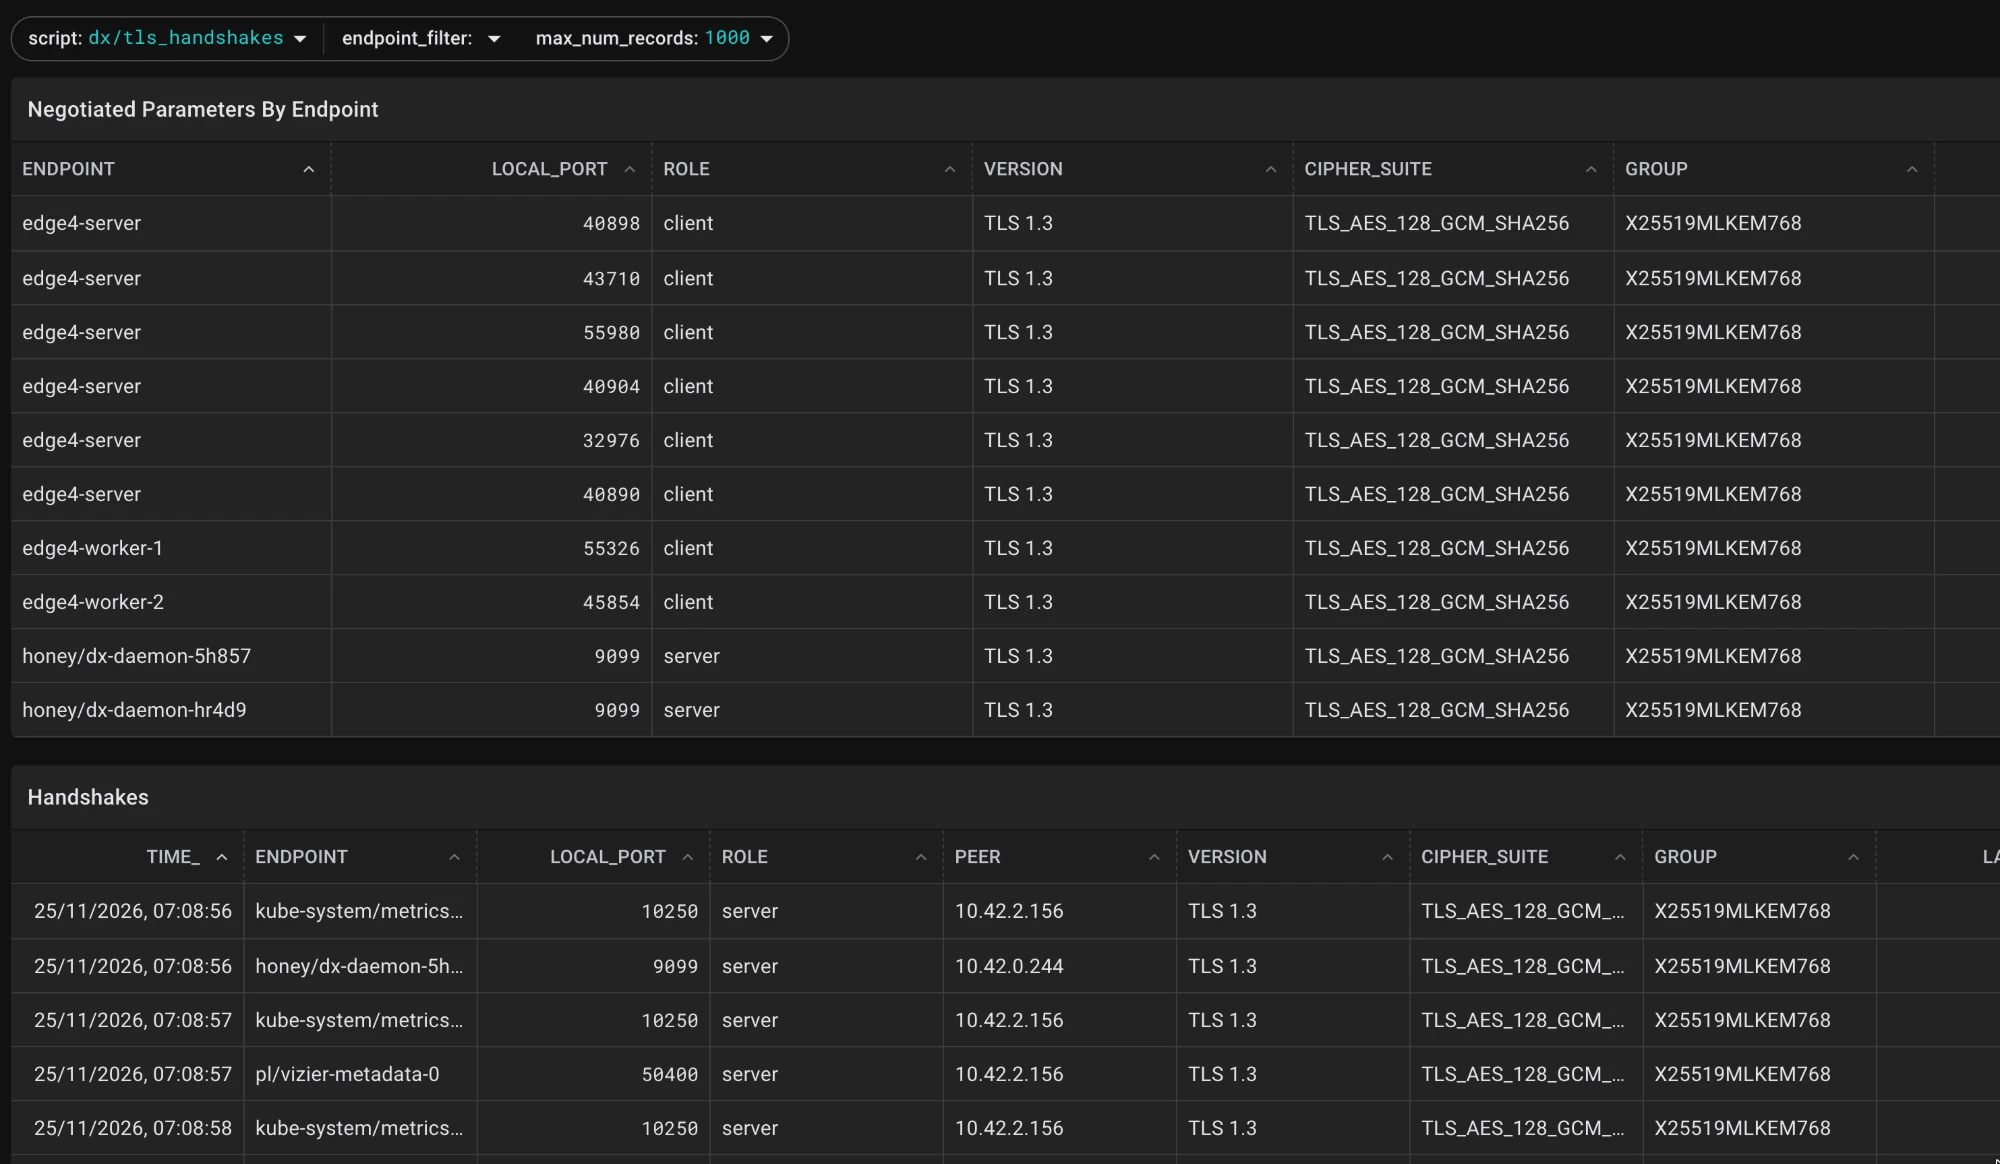 script: dx/tls_handshakes endpoint_filter: max_num_records: 1000
Negotiated Parameters By Endpoint
ENDPOINT LOCAL_PORT ROLE VERSION CIPHER_SUITE GROUP
edge4-server 40898 client TLS 1.3 TLS_AES_128_GCM_SHA256 X25519MLKEM768
edge4-server 43710 client TLS 1.3 TLS_AES_128_GCM_SHA256 X25519MLKEM768
edge4-server 55980 client TLS 1.3 TLS_AES_128_GCM_SHA256 X25519MLKEM768
edge4-server 40904 client TLS 1.3 TLS_AES_128_GCM_SHA256 X25519MLKEM768
edge4-server 32976 client TLS 1.3 TLS_AES_128_GCM_SHA256 X25519MLKEM768
edge4-server 40890 client TLS 1.3 TLS_AES_128_GCM_SHA256 X25519MLKEM768
edge4-worker-1 55326 client TLS 1.3 TLS_AES_128_GCM_SHA256 X25519MLKEM768
edge4-worker-2 45854 client TLS 1.3 TLS_AES_128_GCM_SHA256 X25519MLKEM768
honey/dx-daemon-5h857 9099 server TLS 1.3 TLS_AES_128_GCM_SHA256 X25519MLKEM768
honey/dx-daemon-hr4d9 9099 server TLS 1.3 TLS_AES_128_GCM_SHA256 X25519MLKEM768
Handshakes
TIME_ ENDPOINT LOCAL_PORT ROLE PEER VERSION CIPHER_SUITE GROUP LA
25/11/2026, 07:08:56 kube-system/metrics... 10250 server 10.42.2.156 TLS 1.3 TLS_AES_128_GCM_... X25519MLKEM768
25/11/2026, 07:08:56 honey/dx-daemon-5h... 9099 server 10.42.0.244 TLS 1.3 TLS_AES_128_GCM_... X25519MLKEM768
25/11/2026, 07:08:57 kube-system/metrics... 10250 server 10.42.2.156 TLS 1.3 TLS_AES_128_GCM_... X25519MLKEM768
25/11/2026, 07:08:57 pl/vizier-metadata-0 50400 server 10.42.2.156 TLS 1.3 TLS_AES_128_GCM_... X25519MLKEM768
25/11/2026, 07:08:58 kube-system/metrics... 10250 server 10.42.2.156 TLS 1.3 TLS_AES_128_GCM_... X25519MLKEM768